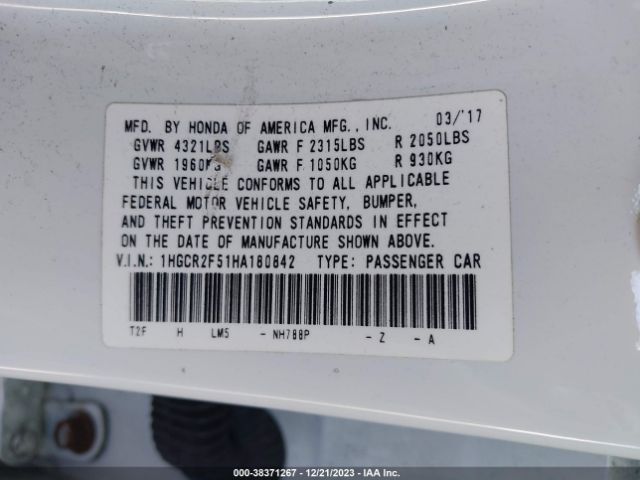 MFD. BY HONDA OF AMERICA MFG., INC. 03/'17
GVWR 4321LBS GAWR F 2315LBS R 2050LBS
GVWR 1960KG GAWR F 1050KG R 930KG
THIS VEHICLE CONFORMS TO ALL APPLICABLE
FEDERAL MOTOR VEHICLE SAFETY, BUMPER,
AND THEFT PREVENTION STANDARDS IN EFFECT
ON THE DATE OF MANUFACTURE SHOWN ABOVE.
V.I.N.: 1HGCR2F51HA180842 TYPE: PASSENGER CAR
T2F H LM5 - NH788P - Z - A
000-38371267 - 12/21/2023 - IAA Inc.